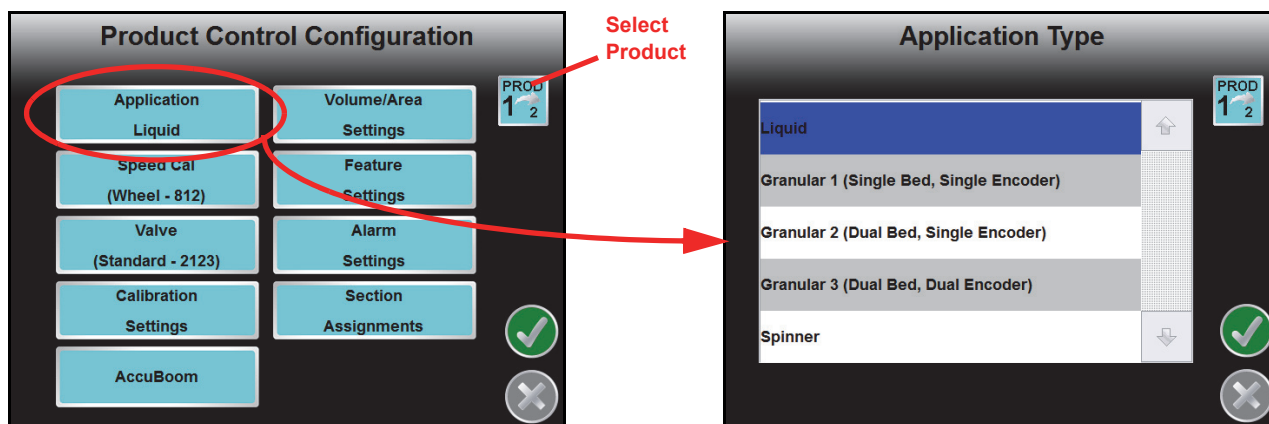 Product Control Configuration
Select
Product
PROD
1 2
Application
Liquid
Volume/Area
Settings
Speed Cal
(Wheel - 812)
Feature
Settings
Valve
(Standard - 2123)
Alarm
Settings
Calibration
Settings
Section
Assignments
AccuBoom
Application Type
PROD
1 2
Liquid
Granular 1 (Single Bed, Single Encoder)
Granular 2 (Dual Bed, Single Encoder)
Granular 3 (Dual Bed, Dual Encoder)
Spinner